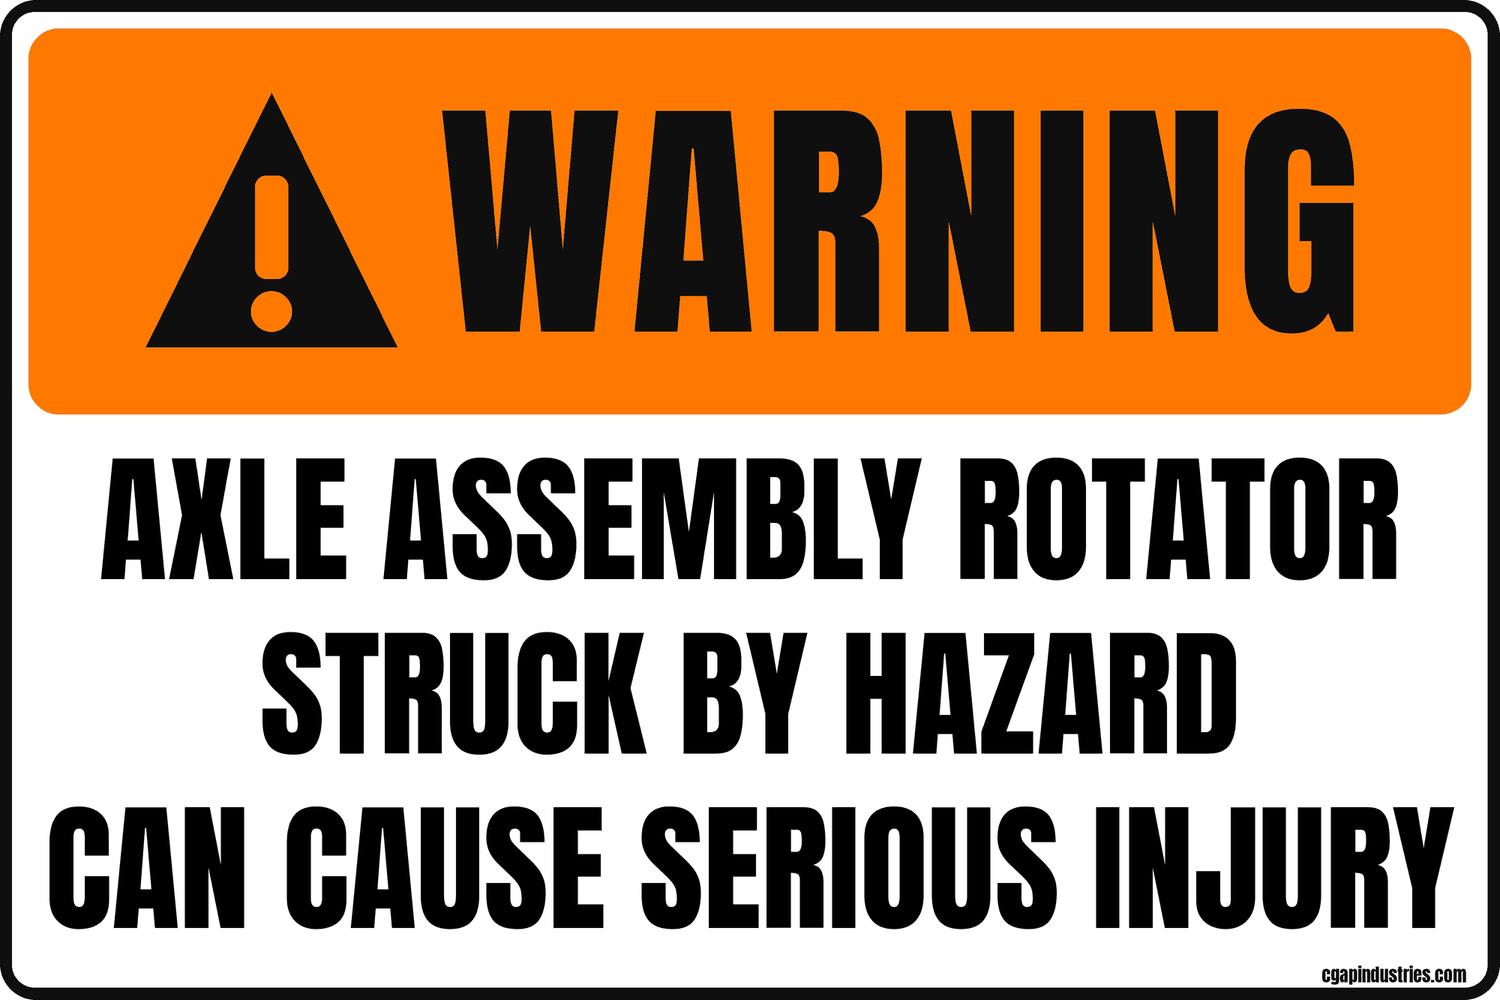 WARNING
AXLE ASSEMBLY ROTATOR
STRUCK BY HAZARD
CAN CAUSE SERIOUS INJURY
cgapindustries.com